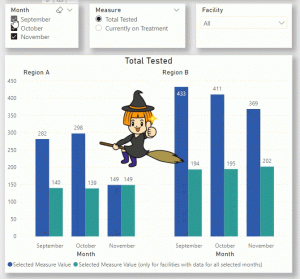 Month
September
October
November
Measure
Total Tested
Currently on Treatment
Facility
All
Total Tested
Region A
Region B
450
400
350
300
250
200
150
100
50
0
282
140
298
139
149
149
433
194
411
195
369
202
September
October
November
September
October
November
Month
Month
Selected Measure Value
Selected Measure Value (only for facilities with data for all selected months)